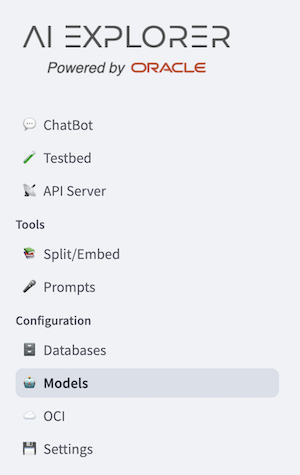 AI EXPLORER
Powered by ORACLE
ChatBot
Testbed
API Server
Tools
Split/Embed
Prompts
Configuration
Databases
Models
OCI
Settings